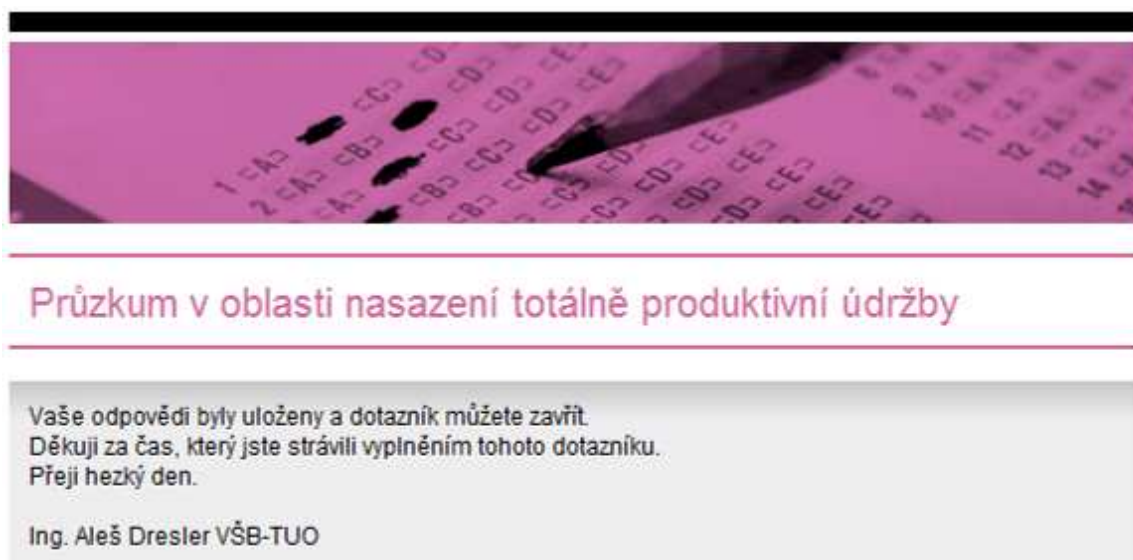 Průzkum v oblasti nasazení totálně produktivní údržby
Vaše odpovědi byly uloženy a dotazník můžete zavřít.
Děkuji za čas, který jste strávili vyplněním tohoto dotazníku.
Přeji hezký den.
Ing. Aleš Dresler VŠB-TUO